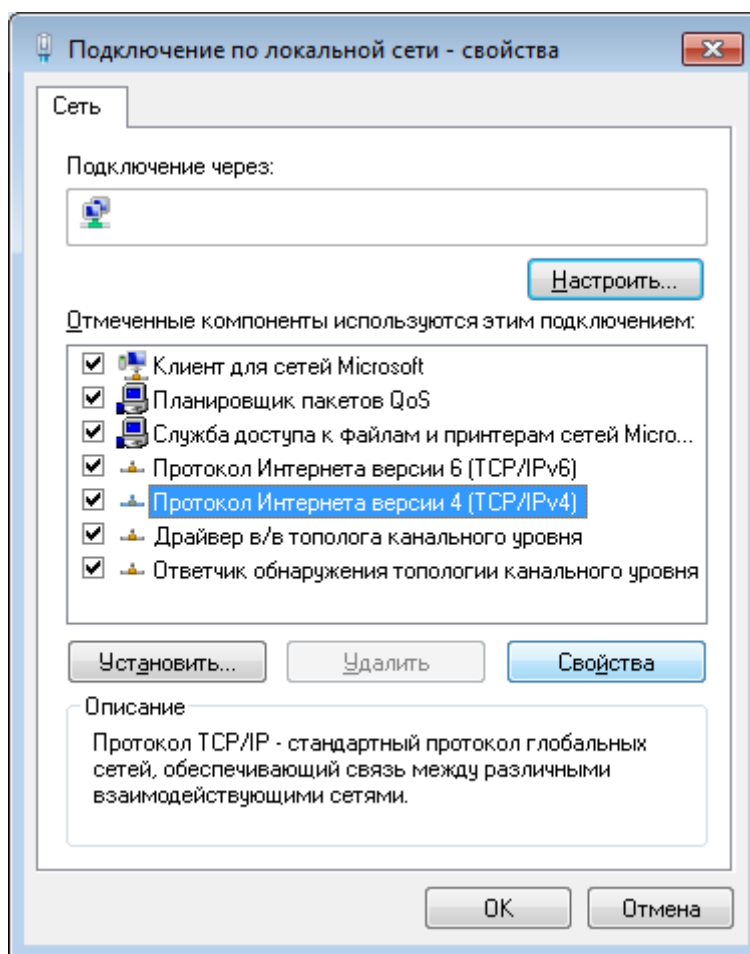 Подключение по локальной сети - свойства
Сеть
Подключение через:
Настроить...
Отмеченные компоненты используются этим подключением:
Клиент для сетей Microsoft
Планировщик пакетов QoS
Служба доступа к файлам и принтерам сетей Micro...
Протокол Интернета версии 6 (TCP/IPv6)
Протокол Интернета версии 4 (TCP/IPv4)
Драйвер в/в тополога канального уровня
Ответчик обнаружения топологии канального уровня
Установить... Удалить Свойства
Описание
Протокол TCP/IP - стандартный протокол глобальных
сетей, обеспечивающий связь между различными
взаимодействующими сетями.
OK Отмена